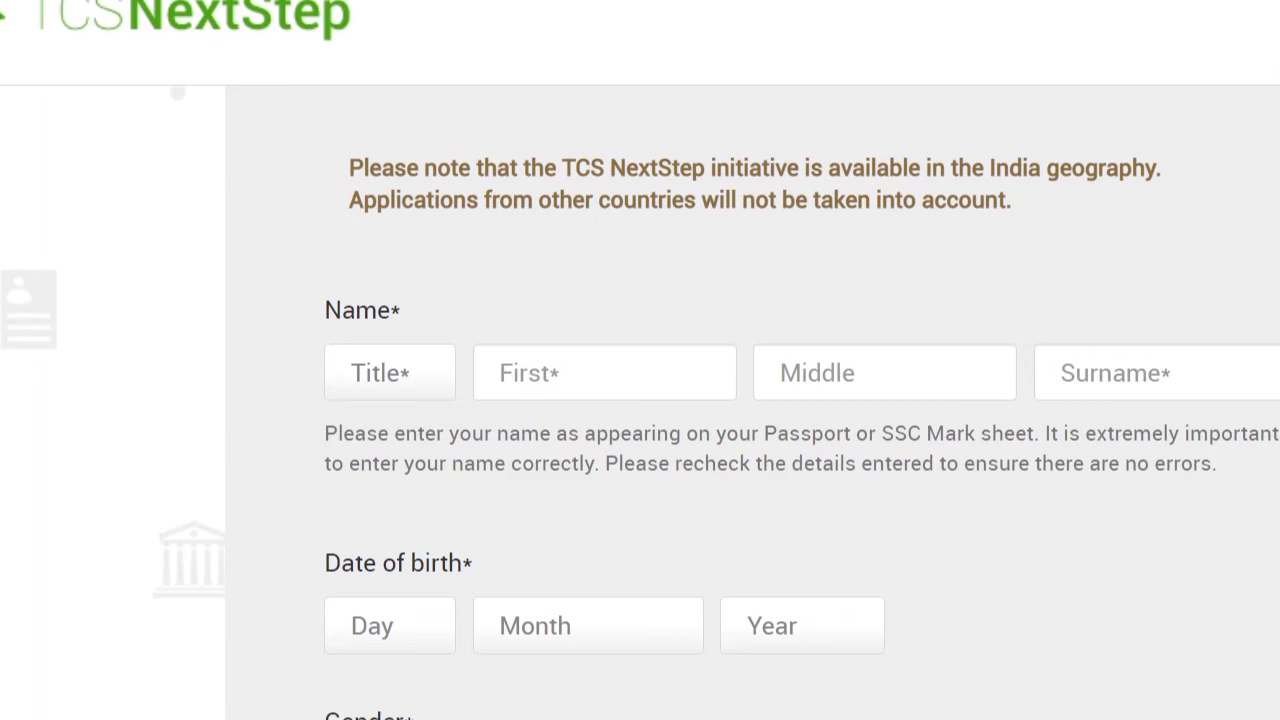 TCSNextStep
Please note that the TCS NextStep initiative is available in the India geography.
Applications from other countries will not be taken into account.
Name*
Title* First* Middle Surname*
Please enter your name as appearing on your Passport or SSC Mark sheet. It is extremely important
to enter your name correctly. Please recheck the details entered to ensure there are no errors.
Date of birth*
Day Month Year
Gender*